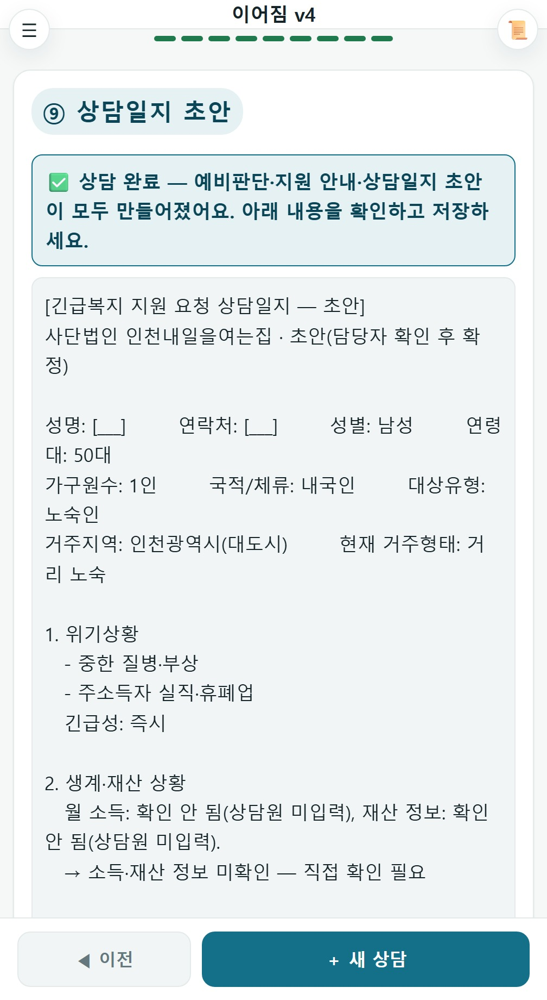 이어짐 v4
⑨ 상담일지 초안
✅ 상담 완료 — 예비판단·지원 안내·상담일지 초안
이 모두 만들어졌어요. 아래 내용을 확인하고 저장하
세요.
[긴급복지 지원 요청 상담일지 — 초안]
사단법인 인천내일을여는집 · 초안(담당자 확인 후 확
정)
성명: [___] 연락처: [___] 성별: 남성 연령
대: 50대
가구원수: 1인 국적/체류: 내국인 대상유형:
노숙인
거주지역: 인천광역시(대도시) 현재 거주형태: 거
리 노숙
1. 위기상황
- 중한 질병·부상
- 주소득자 실직·휴폐업
긴급성: 즉시
2. 생계·재산 상황
월 소득: 확인 안 됨(상담원 미입력), 재산 정보: 확인
안 됨(상담원 미입력).
→ 소득·재산 정보 미확인 — 직접 확인 필요
◀ 이전
+ 새 상담